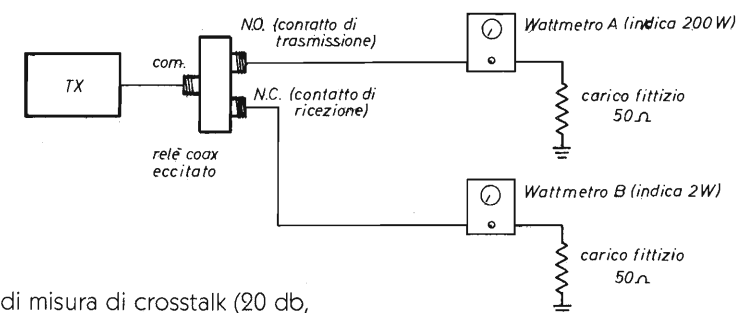 N.O. (contatto di
trasmissione)
Wattmetro A (indica 200 W)
com.
TX
N.C. (contatto di
ricezione)
carico fittizio
50Ω
relè coax
eccitato
Wattmetro B (indica 2W)
carico fittizio
50Ω
di misura di crosstalk (20 db,